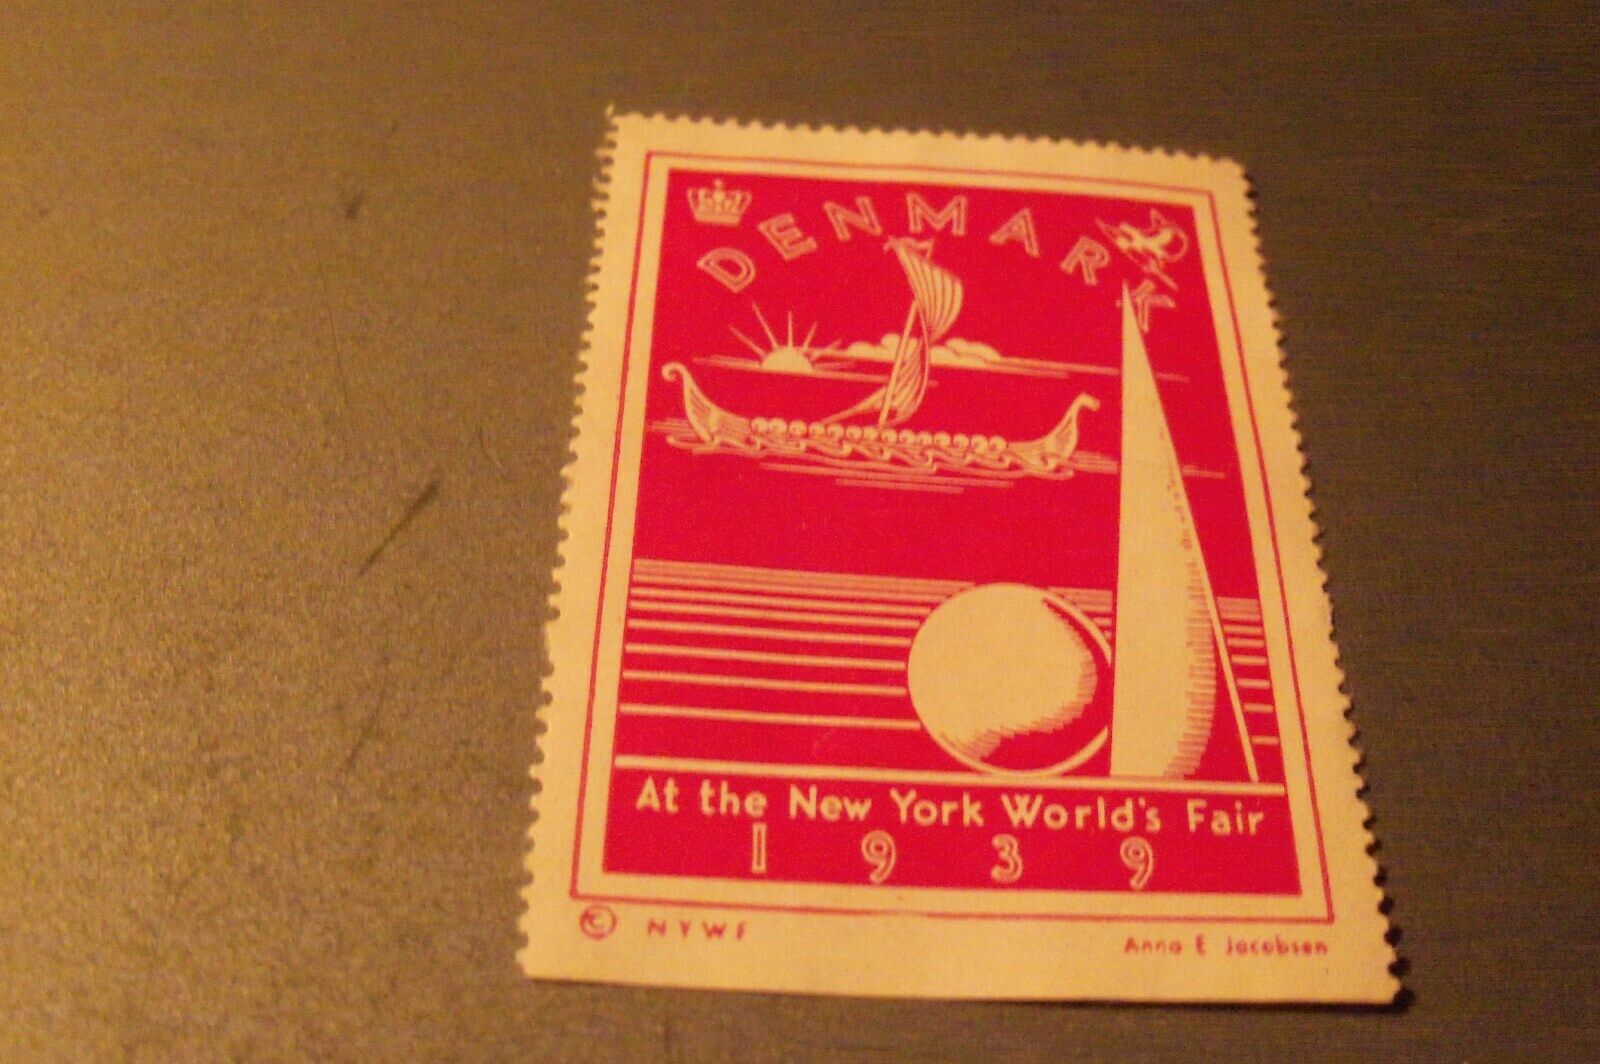 DENMARK
At the New York World's Fair
1939
© NYWF
Anna E Jacobsen